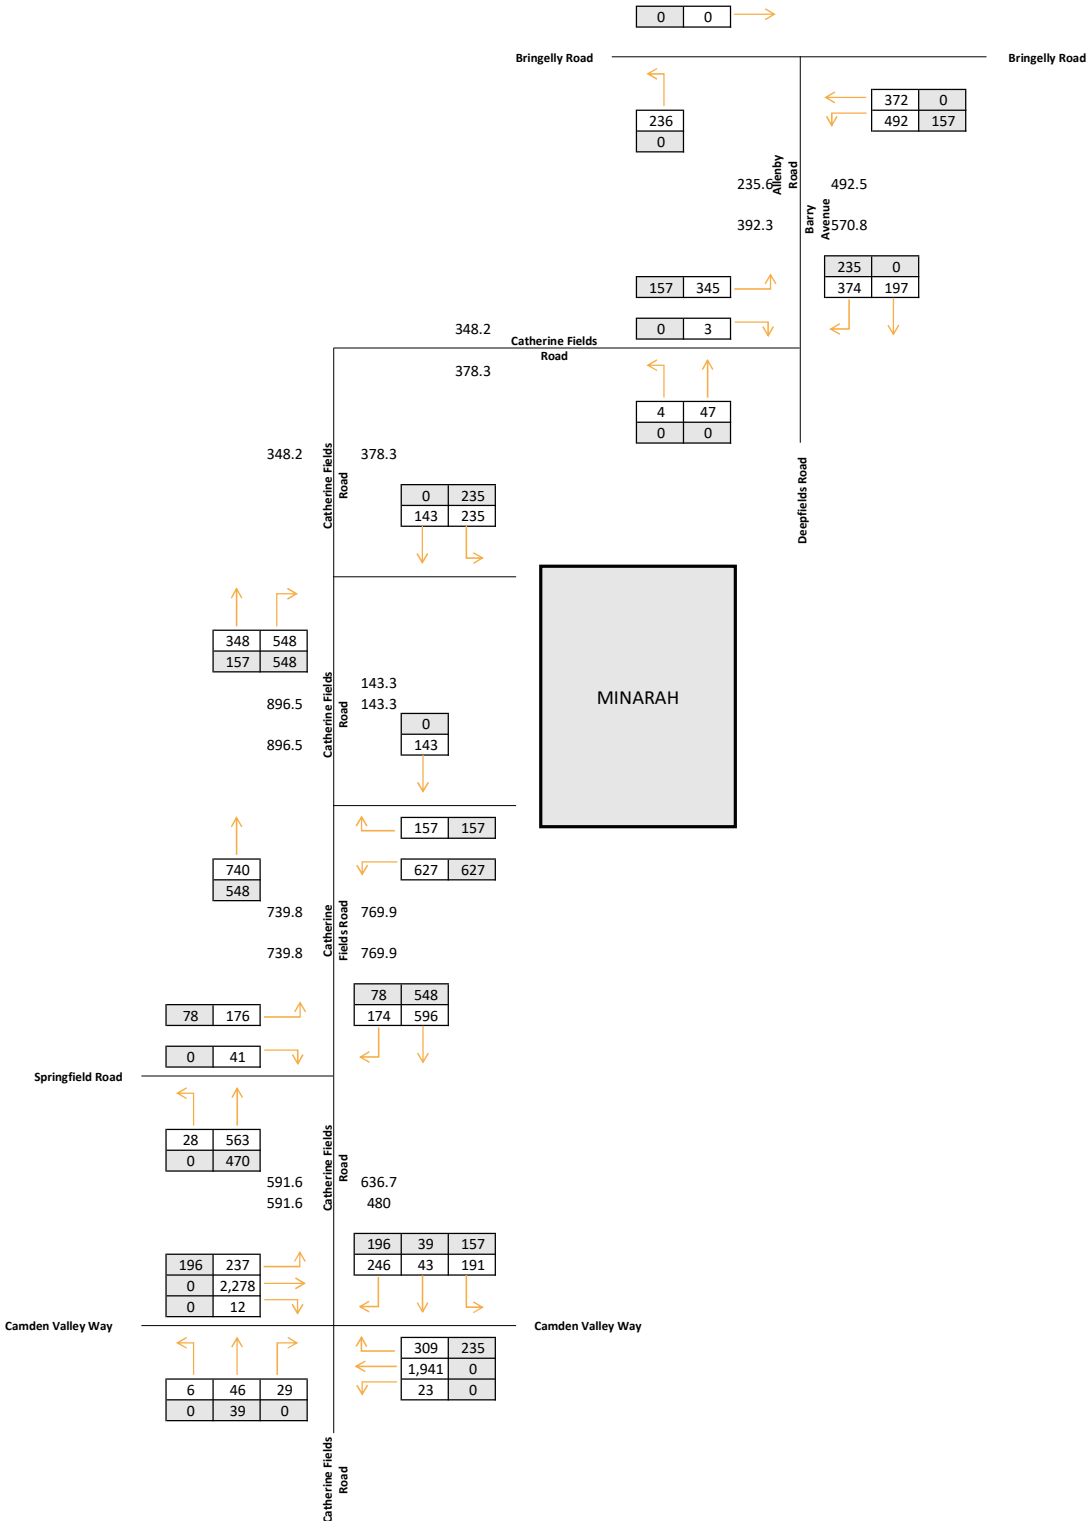 0 0
Bringelly Road
Bringelly Road
372 0
492 157
236
0
Allenby
Road
235.6
492.5
Barry
Avenue
392.3
570.8
235 0
374 197
157 345
0 3
348.2
Catherine Fields
Road
378.3
4 47
0 0
Deepfields Road
348.2
Catherine Fields
Road
378.3
0 235
143 235
348 548
157 548
MINARAH
143.3
896.5
Catherine Fields
Road
143.3
896.5
0
143
157 157
627 627
740
548
739.8
Catherine
Fields Road
769.9
739.8
769.9
78 548
174 596
78 176
0 41
Springfield Road
28 563
0 470
Catherine Fields
Road
591.6
636.7
591.6
480
196 39 157
246 43 191
196 237
0 2,278
0 12
Camden Valley Way
Camden Valley Way
309 235
1,941 0
23 0
6 46 29
0 39 0
Catherine Fields
Road